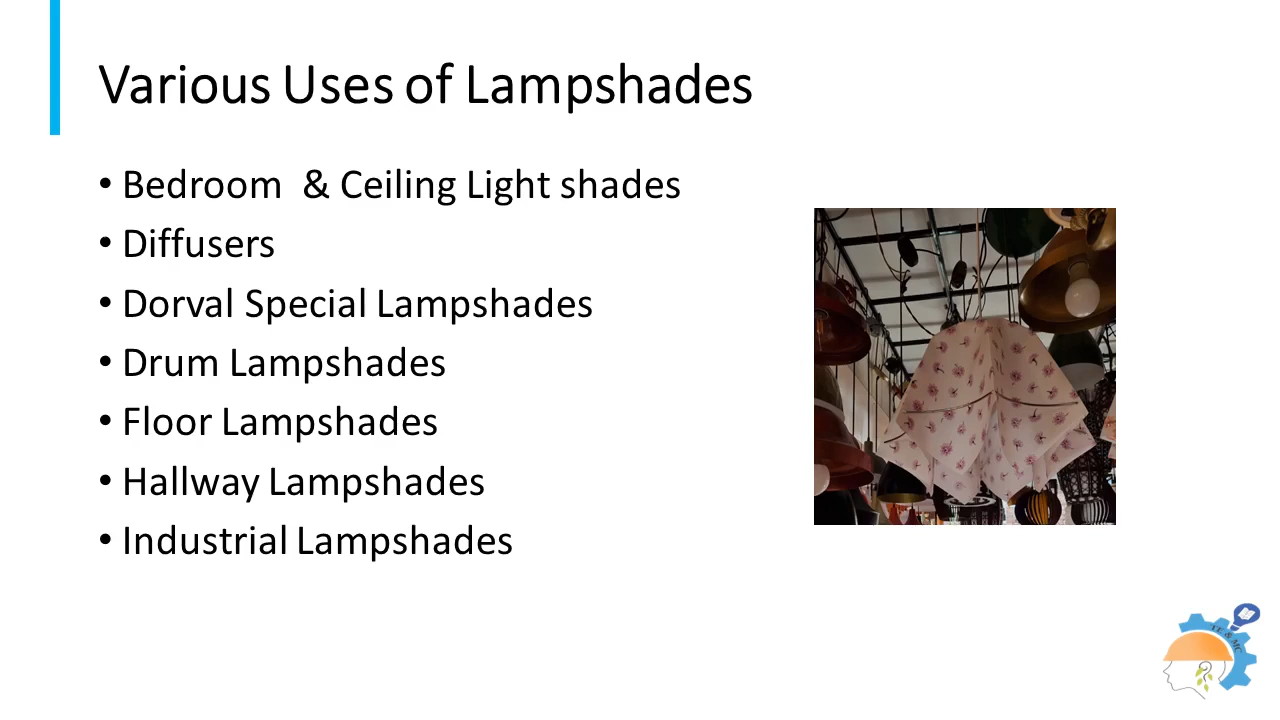 Various Uses of Lampshades
• Bedroom  & Ceiling Light shades
• Diffusers
• Dorval Special Lampshades
• Drum Lampshades
• Floor Lampshades
• Hallway Lampshades
• Industrial Lampshades